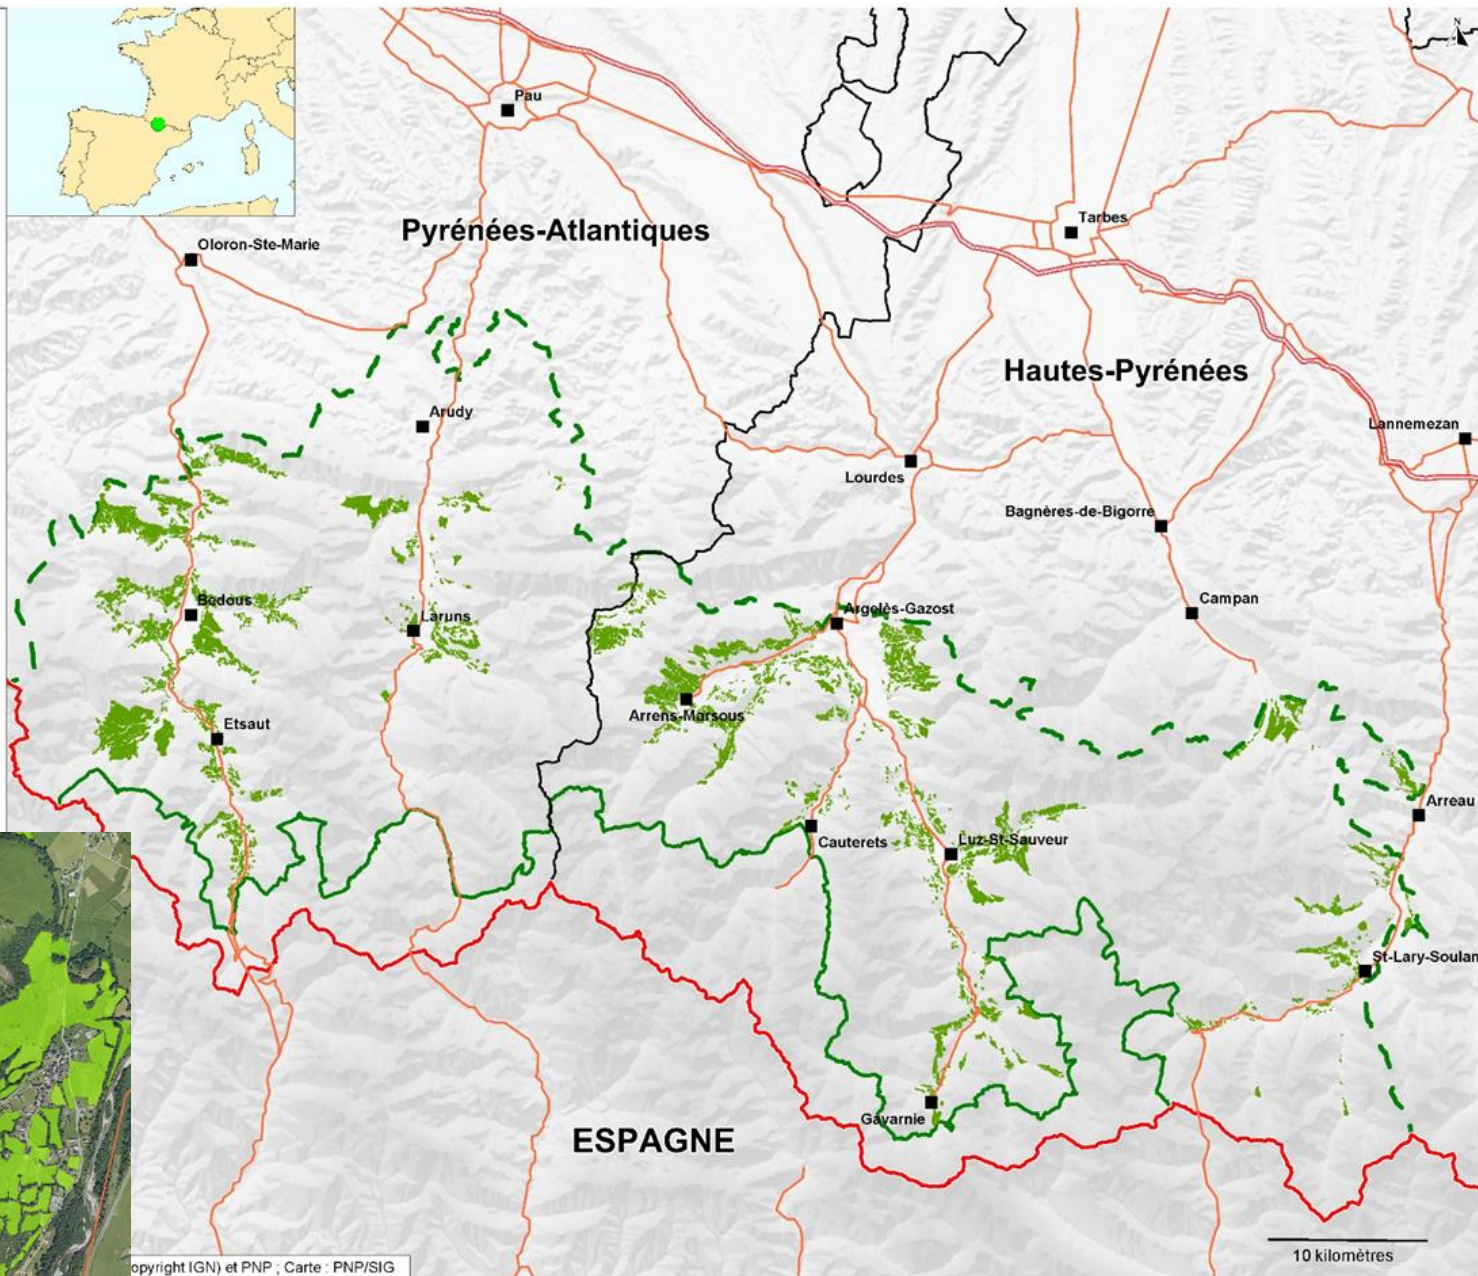 N
Pau
Tarbes
Pyrénées-Atlantiques
Oloron-Ste-Marie
Hautes-Pyrénées
Arudy
Lannemezan
Lourdes
Bagnères-de-Bigorre
Bedous
Laruns
Argelès-Gazost
Campan
Arrens-Marsous
Etsaut
Arreau
Cauterets
Luz-St-Sauveur
St-Lary-Soulan
Gavarnie
ESPAGNE
10 kilomètres
opyright IGN) et PNP ; Carte : PNP/SIG